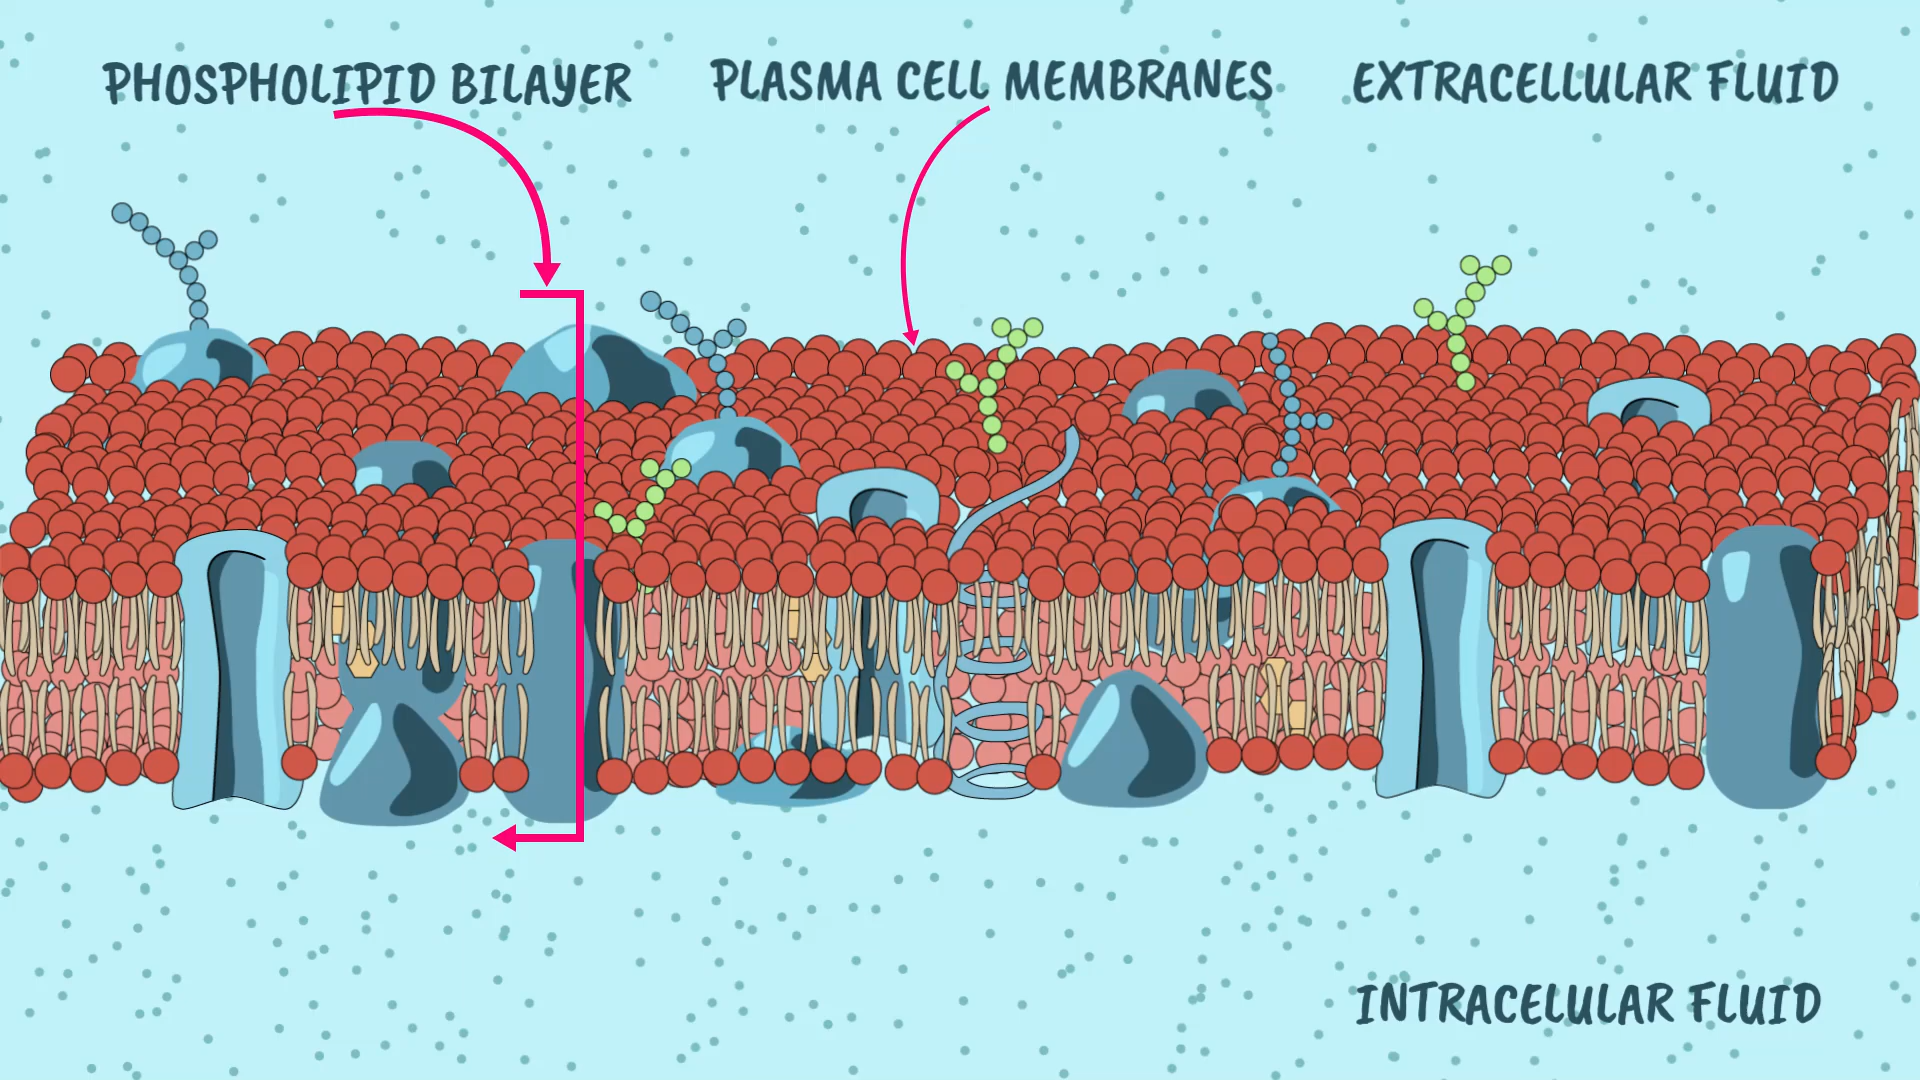 PHOSPHOLIPID BILAYER
PLASMA CELL MEMBRANES
EXTRACELLULAR FLUID
INTRACELULAR FLUID